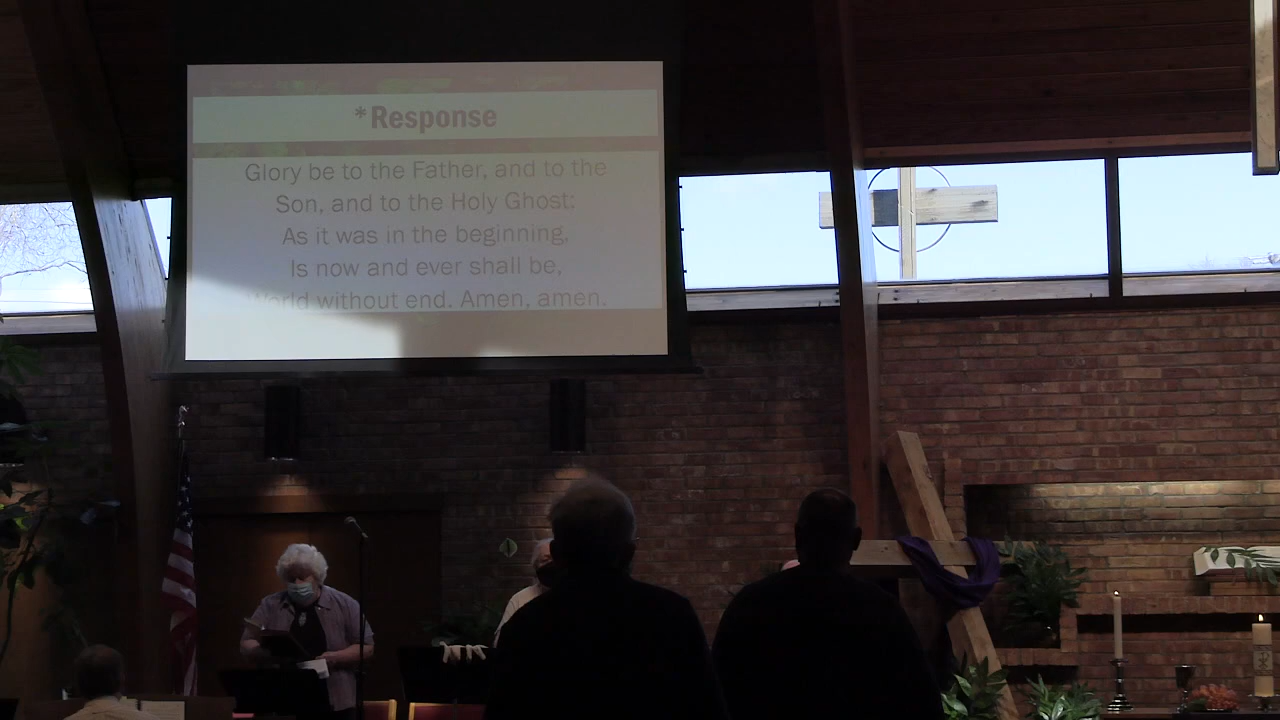 *Response
Glory be to the Father, and to the
Son, and to the Holy Ghost:
As it was in the beginning,
Is now and ever shall be,
World without end. Amen, amen.